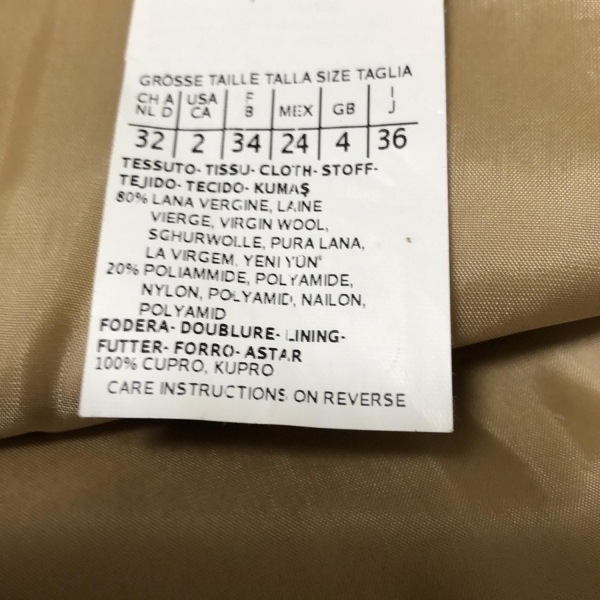 GRÖSSE TAILLE TALLA SIZE TAGLIA
CH A USA F MEX GB I
NL D CA B J
32 2 34 24 4 36
TESSUTO- TISSU- CLOTH- STOFF-
TEJIDO- TECIDO- KUMAŞ
80% LANA VERGINE, LAINE
VIERGE, VIRGIN WOOL,
SCHURWOLLE, PURA LANA,
LA VIRGEM, YENI YÜN
20% POLIAMMIDE, POLYAMIDE,
NYLON, POLYAMID, NAILON,
POLYAMID
FODERA- DOUBLURE- LINING-
FUTTER- FORRO- ASTAR
100% CUPRO, KUPRO
CARE INSTRUCTIONS ON REVERSE